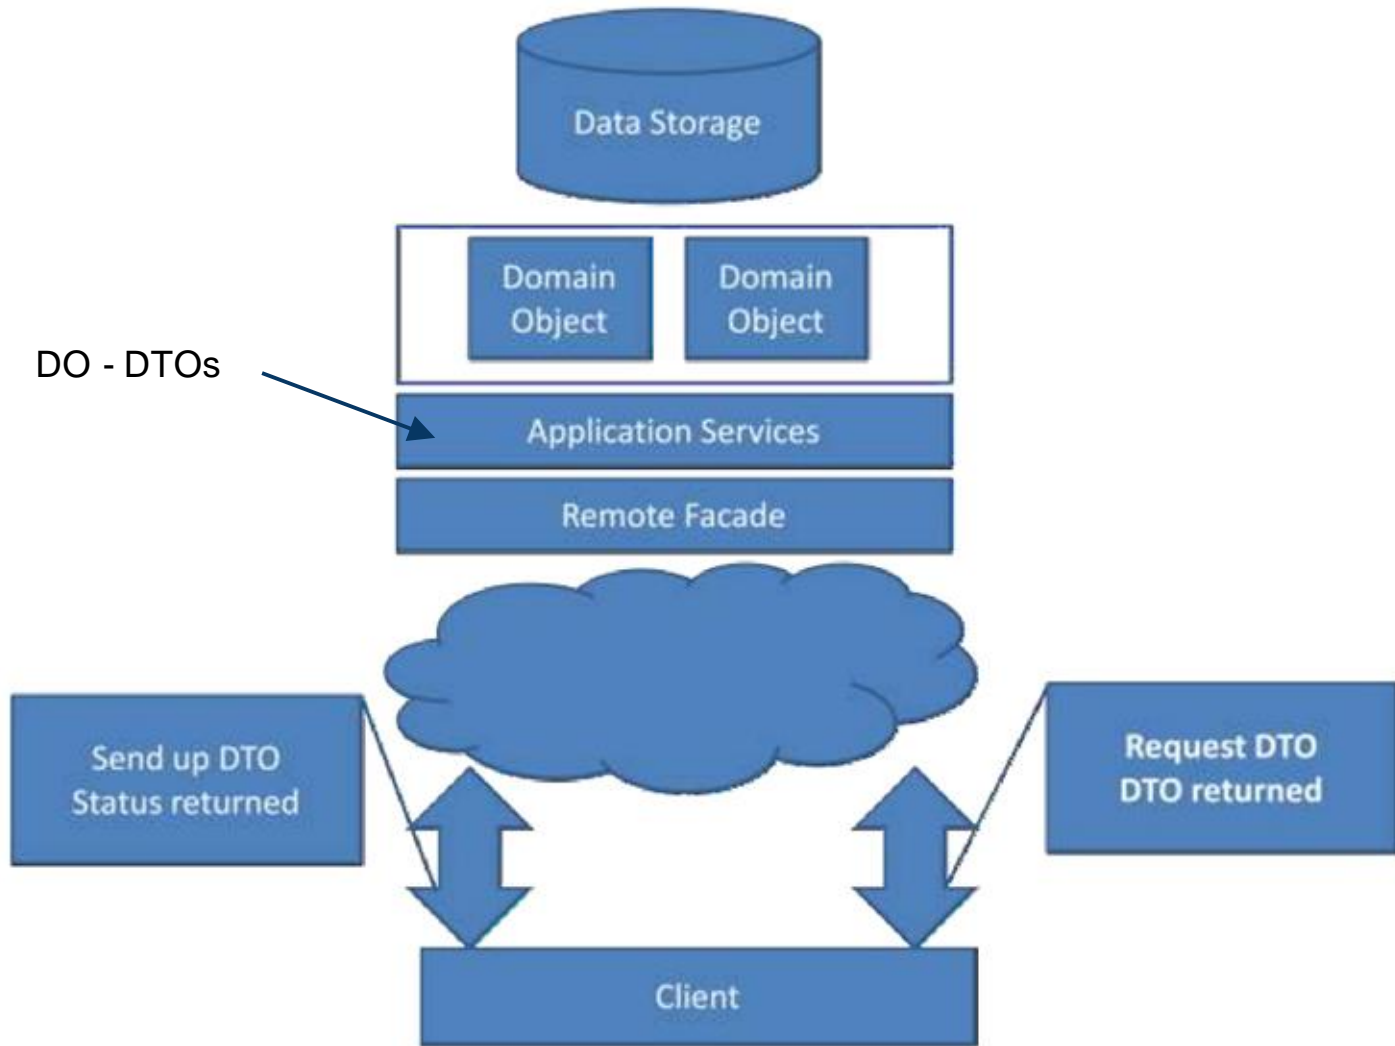 Data Storage
Domain
Object
Domain
Object
DO - DTOs
Application Services
Remote Facade
Send up DTO
Status returned
Request DTO
DTO returned
Client